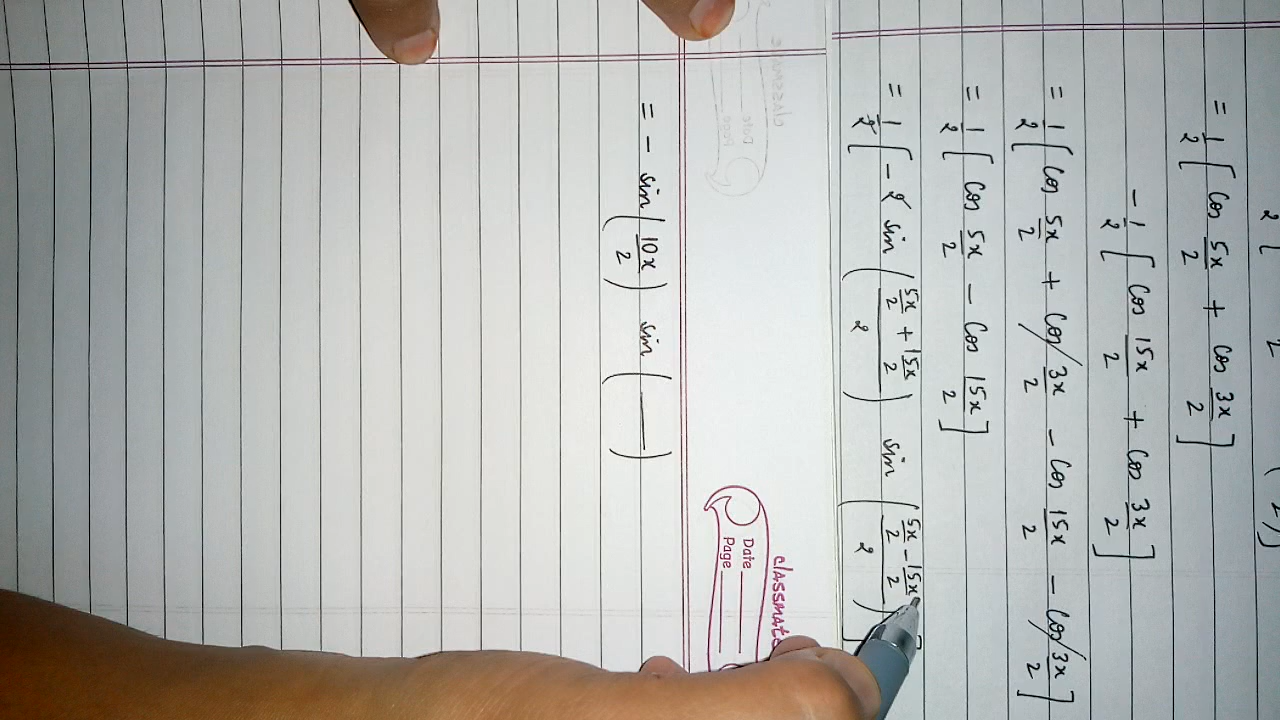 = 1/2 [ cos 5x/2 + cos 3x/2 ]
- 1/2 [ cos 15x/2 + cos 3x/2 ]
= 1/2 [ cos 5x/2 + cos 3x/2 - cos 15x/2 - cos 3x/2 ]
= 1/2 [ cos 5x/2 - cos 15x/2 ]
= 1/2 [ - 2 sin ( (5x/2 + 15x/2)/2 ) sin ( (5x/2 - 15x/2)/2 ) ]
classmate
Date
Page
= - sin ( 10x/2 ) sin ( — )